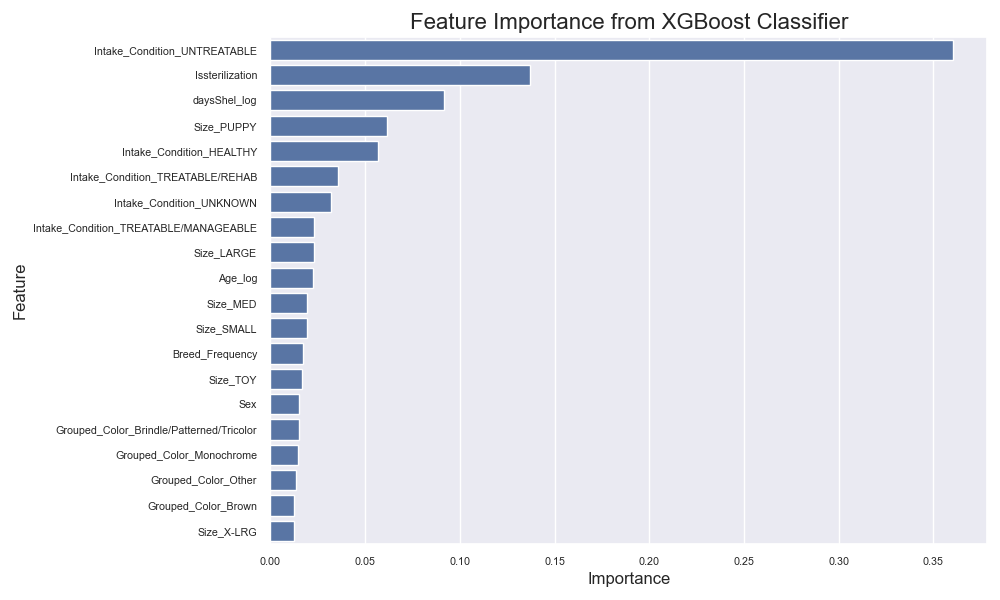 Feature Importance from XGBoost Classifier
Intake_Condition_UNTREATABLE
Issterilization
daysShel_log
Size_PUPPY
Intake_Condition_HEALTHY
Intake_Condition_TREATABLE/REHAB
Intake_Condition_UNKNOWN
Intake_Condition_TREATABLE/MANAGEABLE
Size_LARGE
Age_log
Size_MED
Size_SMALL
Breed_Frequency
Size_TOY
Sex
Grouped_Color_Brindle/Patterned/Tricolor
Grouped_Color_Monochrome
Grouped_Color_Other
Grouped_Color_Brown
Size_X-LRG
Feature
0.00 0.05 0.10 0.15 0.20 0.25 0.30 0.35
Importance